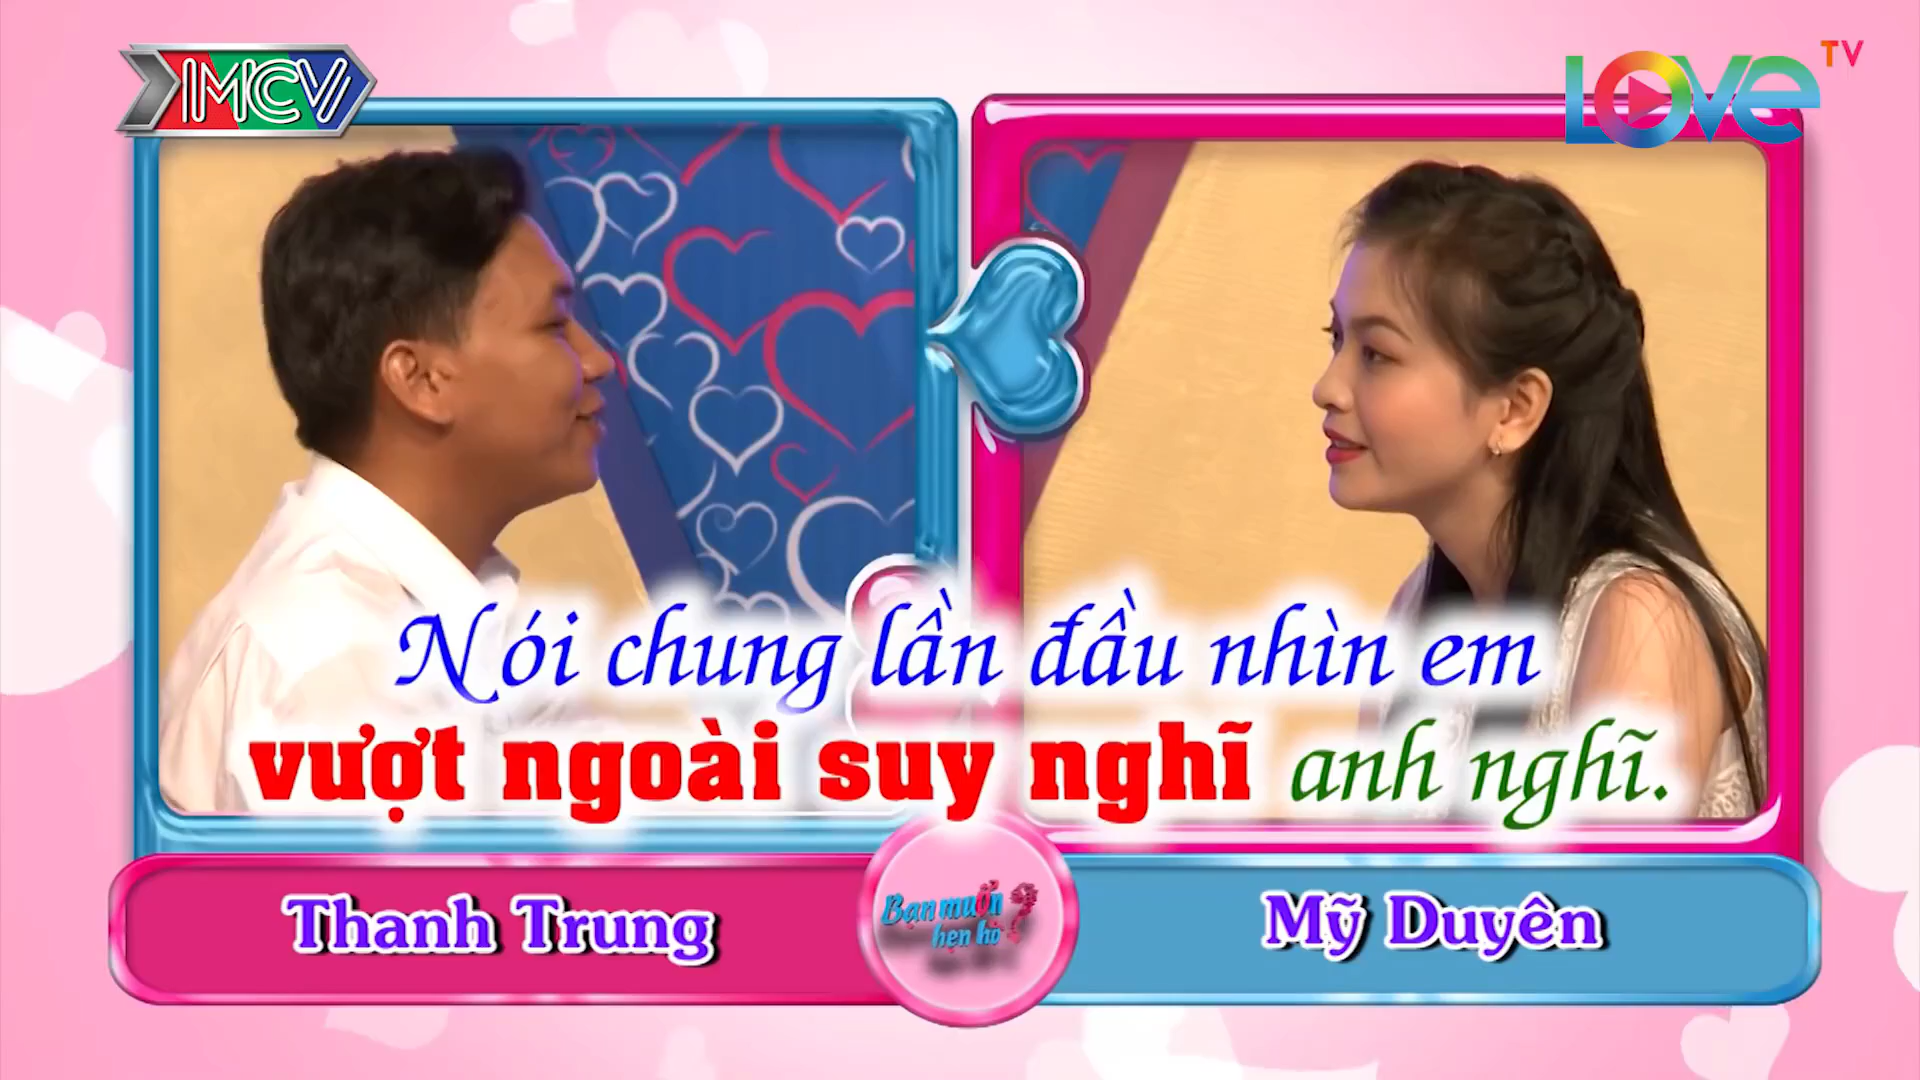 MCV
LOVE TV
Nói chung lần đầu nhìn em
vượt ngoài suy nghĩ anh nghĩ.
Thanh Trung
Bạn muốn
hẹn hò
Mỹ Duyên